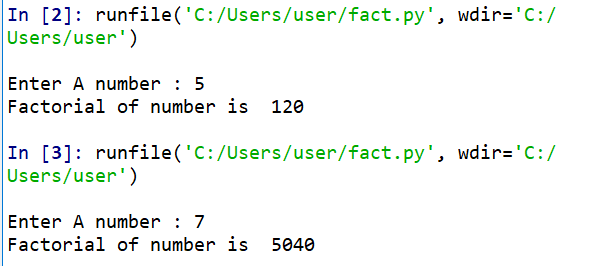 In [2]: runfile('C:/Users/user/fact.py', wdir='C:/
Users/user')
Enter A number : 5
Factorial of number is  120
In [3]: runfile('C:/Users/user/fact.py', wdir='C:/
Users/user')
Enter A number : 7
Factorial of number is  5040